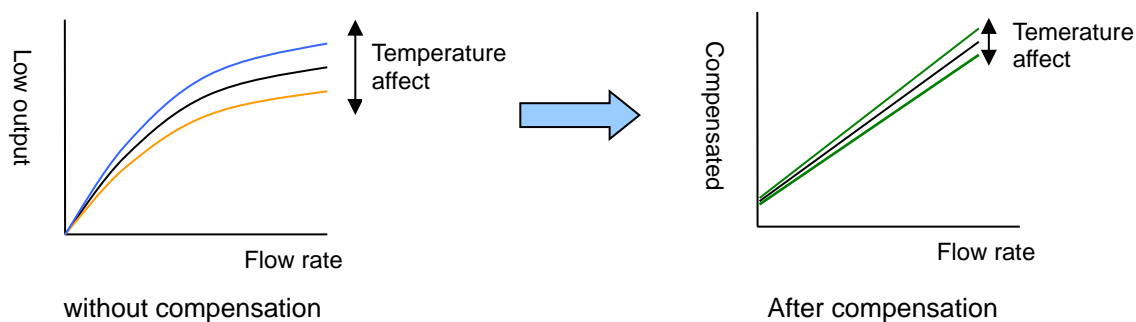 Low output
Temperature
affect
Flow rate
without compensation
Compensated
Temerature
affect
Flow rate
After compensation